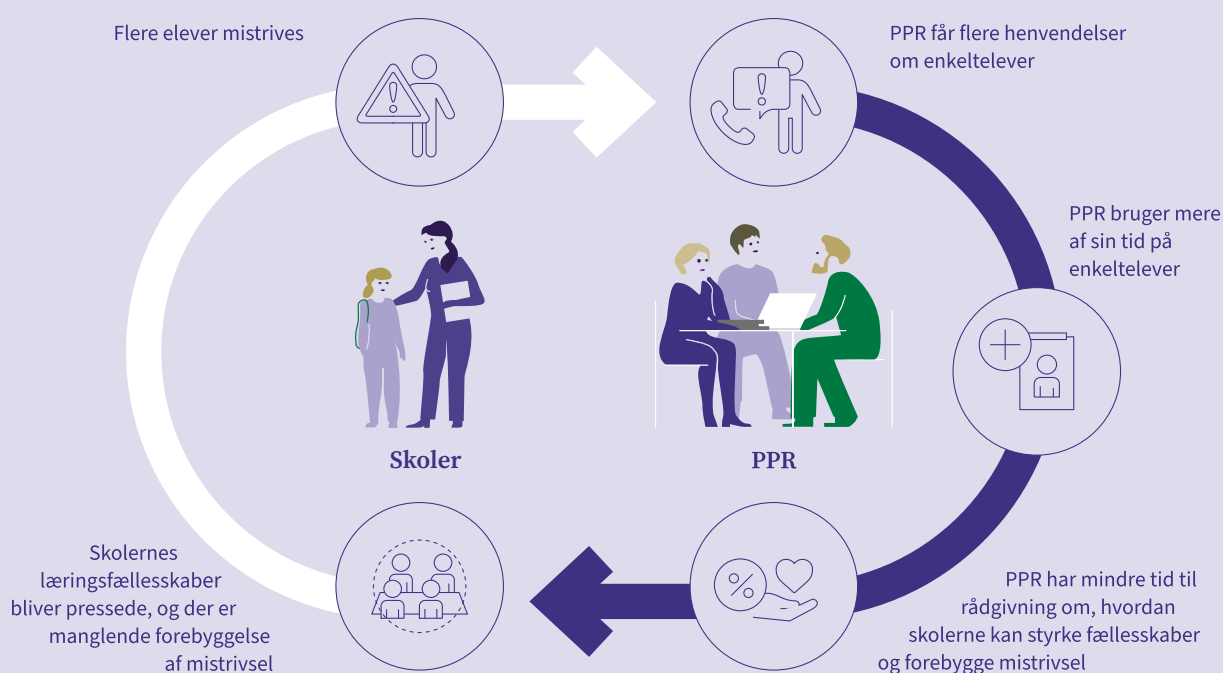 Flere elever mistrives
PPR får flere henvendelser
om enkeltelever
PPR bruger mere
af sin tid på
enkeltelever
Skoler
PPR
PPR har mindre tid til
rådgivning om, hvordan
skolerne kan styrke fællesskaber
og forebygge mistrivsel
Skolernes
læringsfællesskaber
bliver pressede, og der er
manglende forebyggelse
af mistrivsel